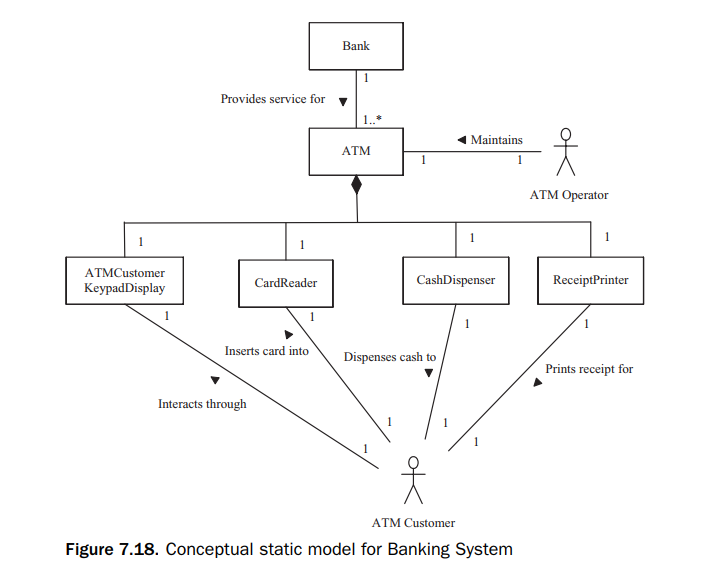 Bank
1
Provides service for
1..*
ATM
Maintains
1
1
ATM Operator
1
1
1
1
ATMCustomer
KeypadDisplay
CardReader
CashDispenser
ReceiptPrinter
1
1
1
1
Inserts card into
Dispenses cash to
Prints receipt for
Interacts through
1
1
1
1
ATM Customer
Figure 7.18. Conceptual static model for Banking System